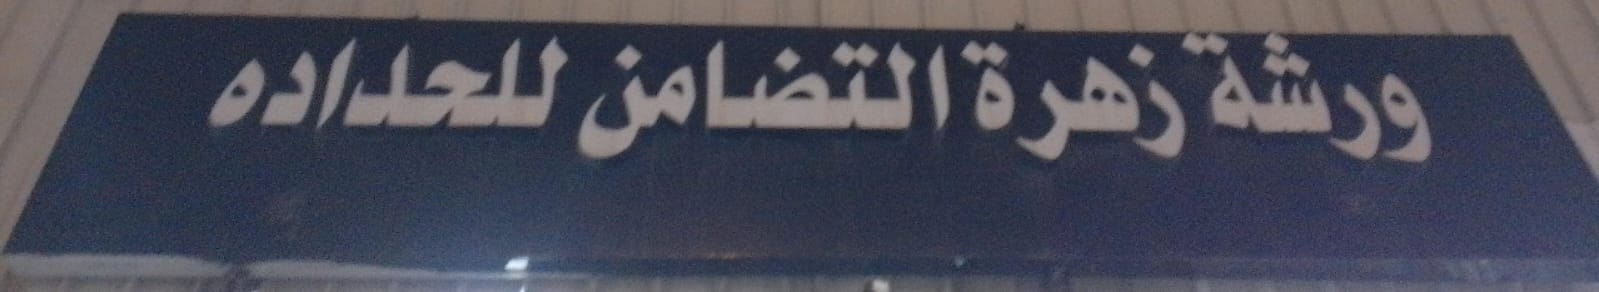 ورشة زهرة التضامن للحداده